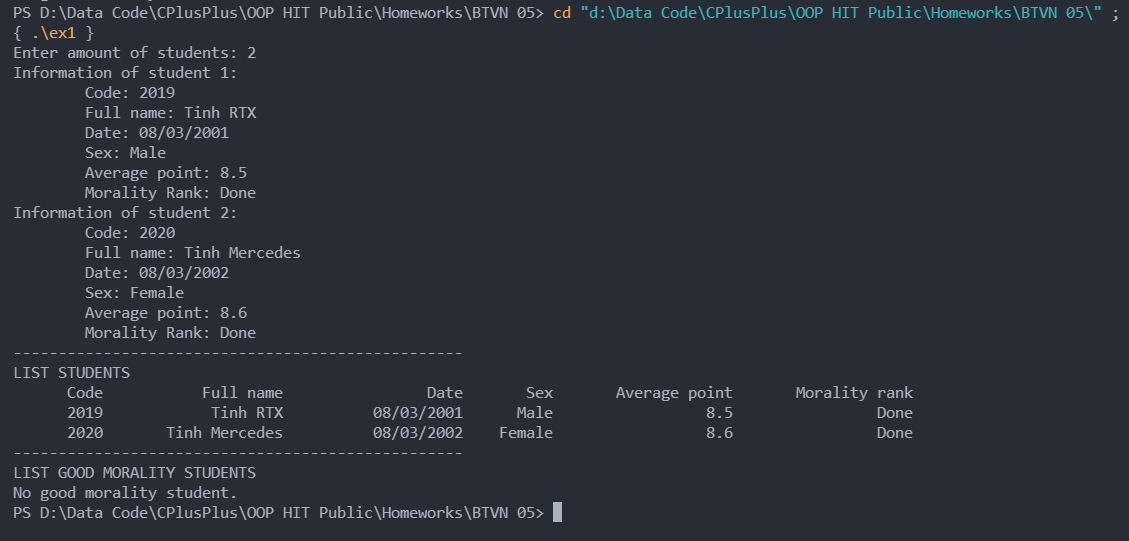 PS D:\Data Code\CPlusPlus\OOP HIT Public\Homeworks\BTVN 05> cd "d:\Data Code\CPlusPlus\OOP HIT Public\Homeworks\BTVN 05\" ;
{ .\ex1 }
Enter amount of students: 2
Information of student 1:
Code: 2019
Full name: Tinh RTX
Date: 08/03/2001
Sex: Male
Average point: 8.5
Morality Rank: Done
Information of student 2:
Code: 2020
Full name: Tinh Mercedes
Date: 08/03/2002
Sex: Female
Average point: 8.6
Morality Rank: Done
--------------------------------------------------
LIST STUDENTS
Code Full name Date Sex Average point Morality rank
2019 Tinh RTX 08/03/2001 Male 8.5 Done
2020 Tinh Mercedes 08/03/2002 Female 8.6 Done
--------------------------------------------------
LIST GOOD MORALITY STUDENTS
No good morality student.
PS D:\Data Code\CPlusPlus\OOP HIT Public\Homeworks\BTVN 05>